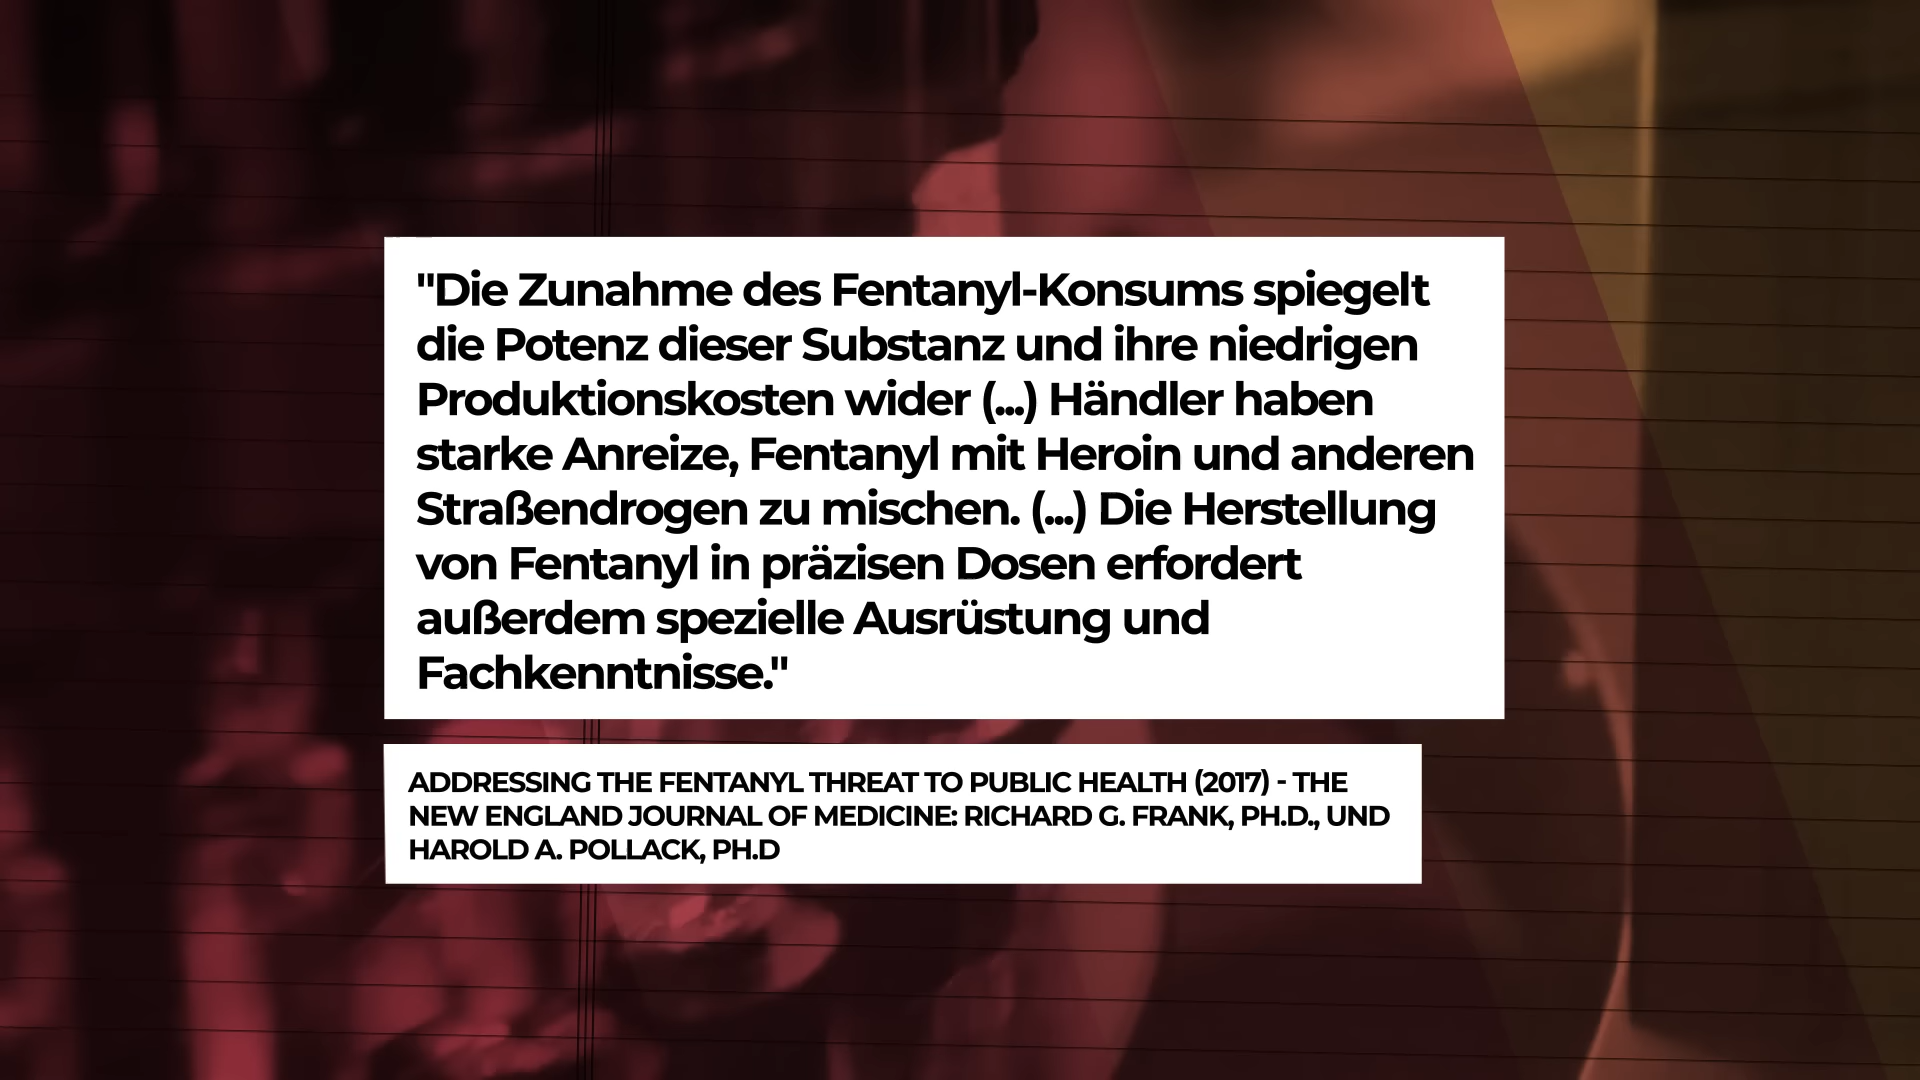 "Die Zunahme des Fentanyl-Konsums spiegelt
die Potenz dieser Substanz und ihre niedrigen
Produktionskosten wider (...) Händler haben
starke Anreize, Fentanyl mit Heroin und anderen
Straßendrogen zu mischen. (...) Die Herstellung
von Fentanyl in präzisen Dosen erfordert
außerdem spezielle Ausrüstung und
Fachkenntnisse."
ADDRESSING THE FENTANYL THREAT TO PUBLIC HEALTH (2017) - THE
NEW ENGLAND JOURNAL OF MEDICINE: RICHARD G. FRANK, PH.D., UND
HAROLD A. POLLACK, PH.D